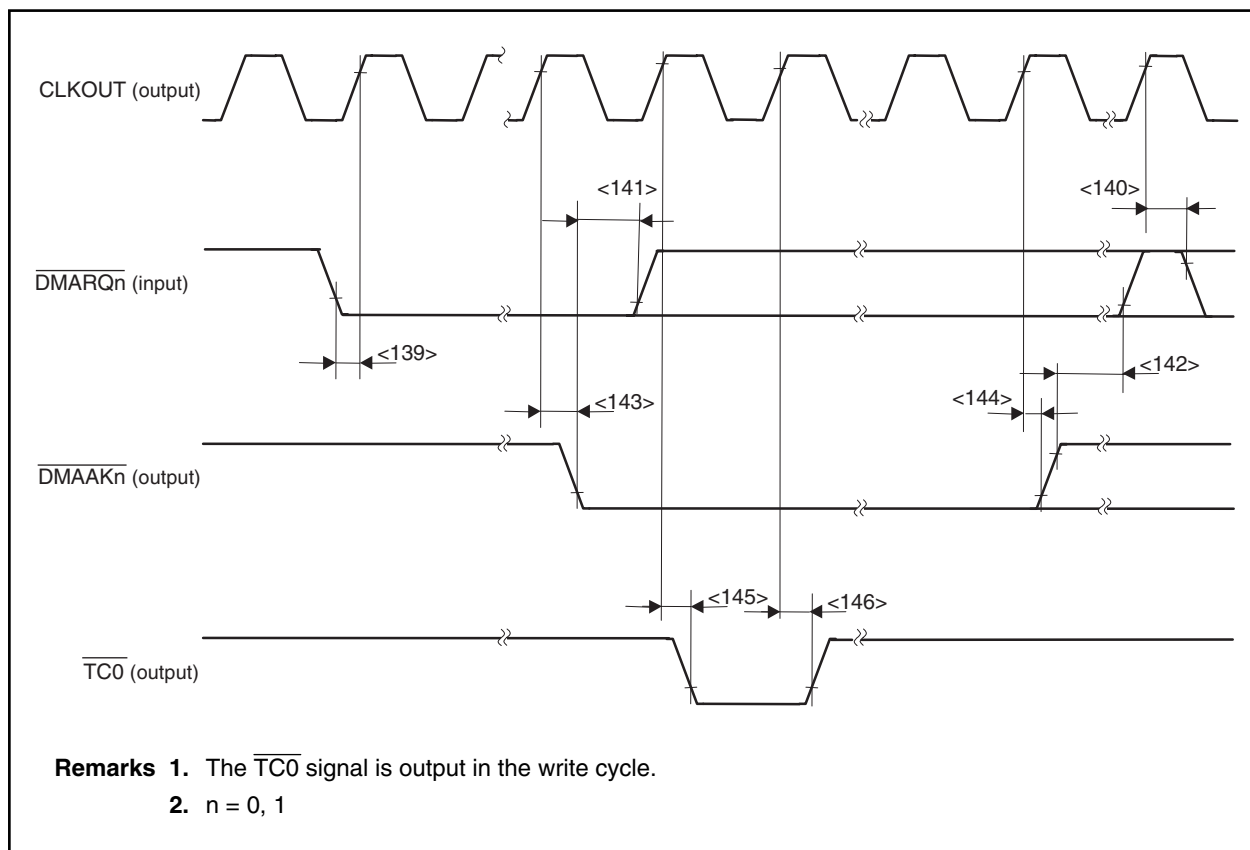 CLKOUT (output)
<141>
<140>
DMARQn (input)
<139>
<142>
<143>
<144>
DMAAKn (output)
<145>
<146>
TC0 (output)
Remarks 1. The TC0 signal is output in the write cycle.
2. n = 0, 1